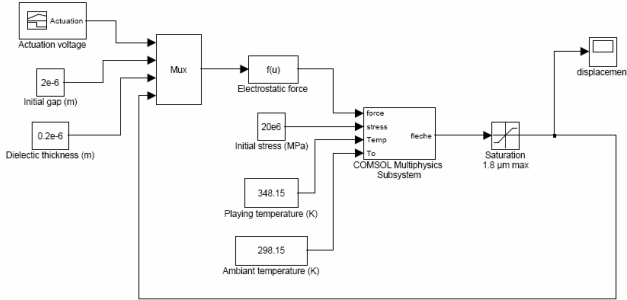 Actuation
Actuation voltage
2e-6
Initial gap (m)
0.2e-6
Dielectic thickness (m)
Mux
f(u)
Electrostatic force
20e6
Initial stress (MPa)
348.15
Playing temperature (K)
298.15
Ambiant temperature (K)
force
stress
Temp
To
fleche
COMSOL Multiphysics
Subsystem
Saturation
1.8 µm max
displacemen